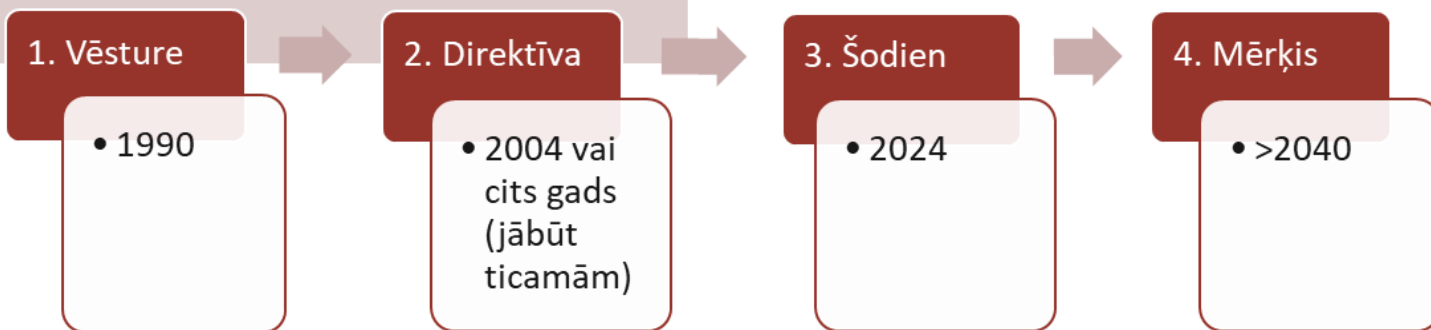 1. Vēsture
• 1990
2. Direktīva
• 2004 vai
cits gads
(jābūt
ticamām)
3. Šodien
• 2024
4. Mērķis
• >2040